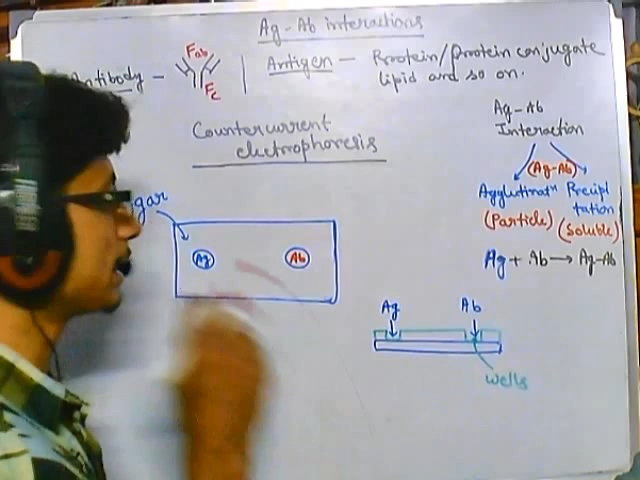 Ag-Ab interactions
Antibody -
Fab
Fc
Antigen - Protein/protein conjugate
lipid and so on.
Countercurrent
electrophoresis
Ag-Ab
Interaction
(Ag-Ab)
Agglutinatⁿ Precipi
tation
(Particle) (Soluble)
Ag + Ab → Ag-Ab
Agar
Ag Ab
Ag Ab
wells